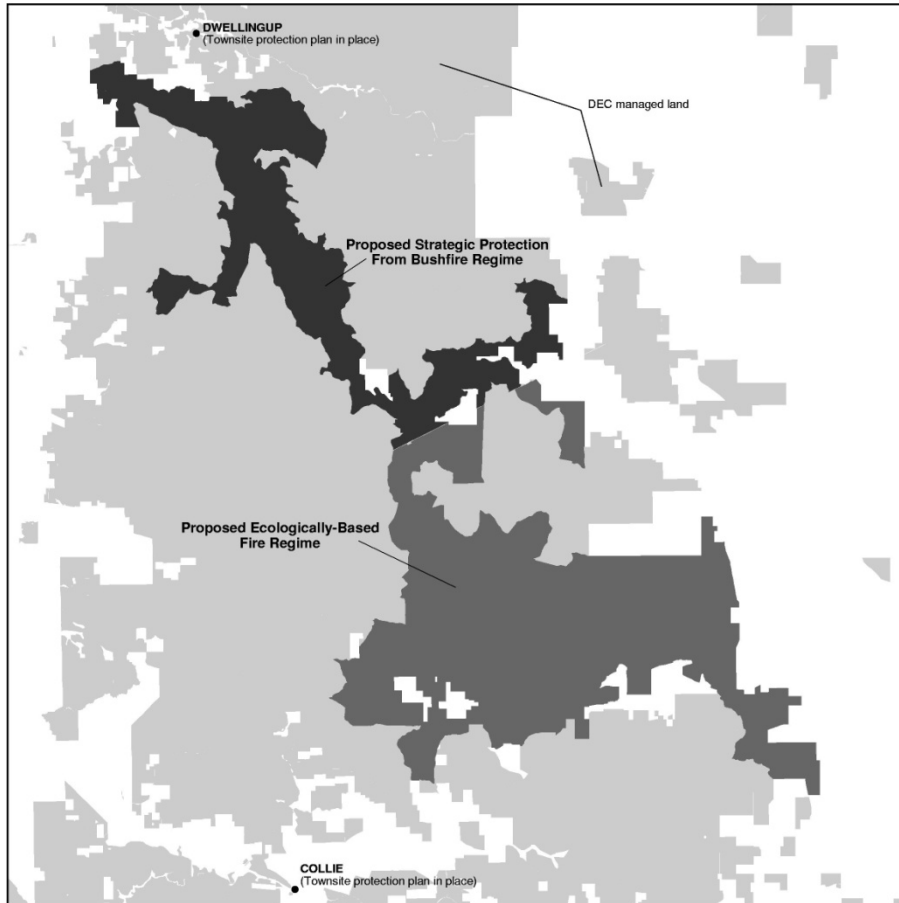 DWELLINGUP
(Townsite protection plan in place)
DEC managed land
Proposed Strategic Protection
From Bushfire Regime
Proposed Ecologically-Based
Fire Regime
COLLIE
(Townsite protection plan in place)